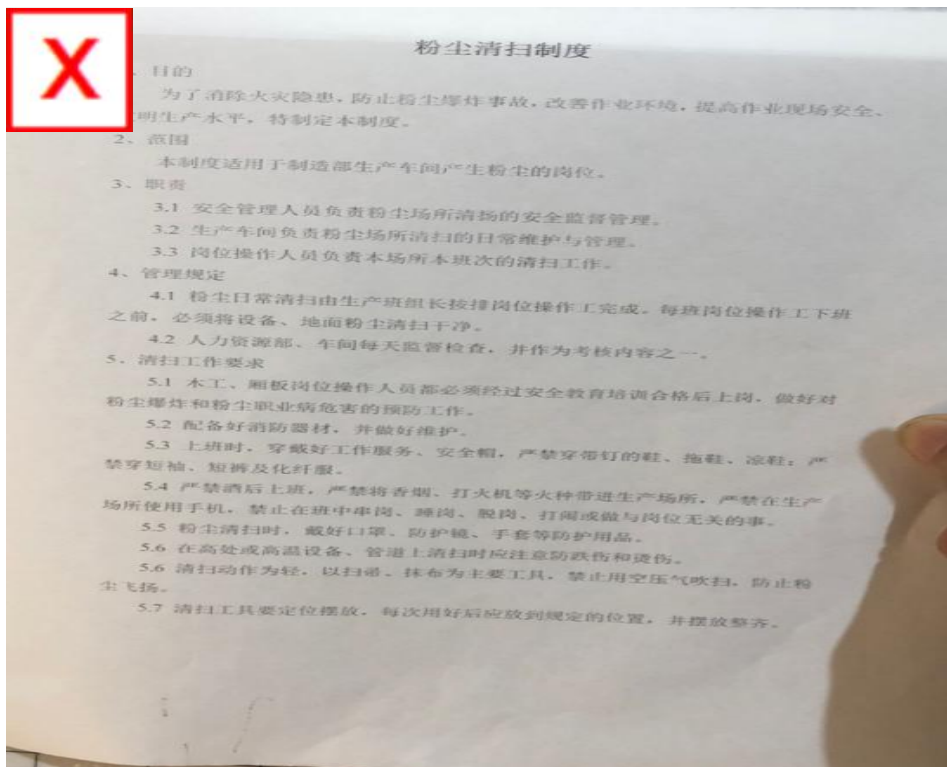 X
粉尘清扫制度
、目的
为了消除火灾隐患，防止粉尘爆炸事故，改善作业环境，提高作业现场安全、
明生产水平，特制定本制度。
2、范围
本制度适用于制造部生产车间产生粉尘的岗位。
3、职责
3.1 安全管理人员负责粉尘场所清扬的安全监督管理。
3.2 生产车间负责粉尘场所清扫的日常维护与管理。
3.3 岗位操作人员负责本场所本班次的清扫工作。
4、管理规定
4.1 粉尘日常清扫由生产班组长按排岗位操作工完成。每班岗位操作工下班
之前，必须将设备、地面粉尘清扫干净。
4.2 人力资源部、车间每天监督检查，并作为考核内容之一。
5、清扫工作要求
5.1 木工、厢板岗位操作人员都必须经过安全教育培训合格后上岗，做好对
粉尘爆炸和粉尘职业病危害的预防工作。
5.2 配备好消防器材，并做好维护。
5.3 上班时，穿戴好工作服务、安全帽，严禁穿带钉的鞋、拖鞋、凉鞋；严
禁穿短袖、短裤及化纤服。
5.4 严禁酒后上班，严禁将香烟、打火机等火种带进生产场所，严禁在生产
场所使用手机，禁止在班中串岗、睡岗、脱岗、打闹或做与岗位无关的事。
5.5 粉尘清扫时，戴好口罩、防护镜、手套等防护用品。
5.6 在高处或高温设备、管道上清扫时应注意防跌伤和烫伤。
5.6 清扫动作为轻，以扫帚、抹布为主要工具，禁止用空压气吹扫，防止粉
尘飞扬。
5.7 清扫工具要定位摆放，每次用好后应放到规定的位置，并摆放整齐。